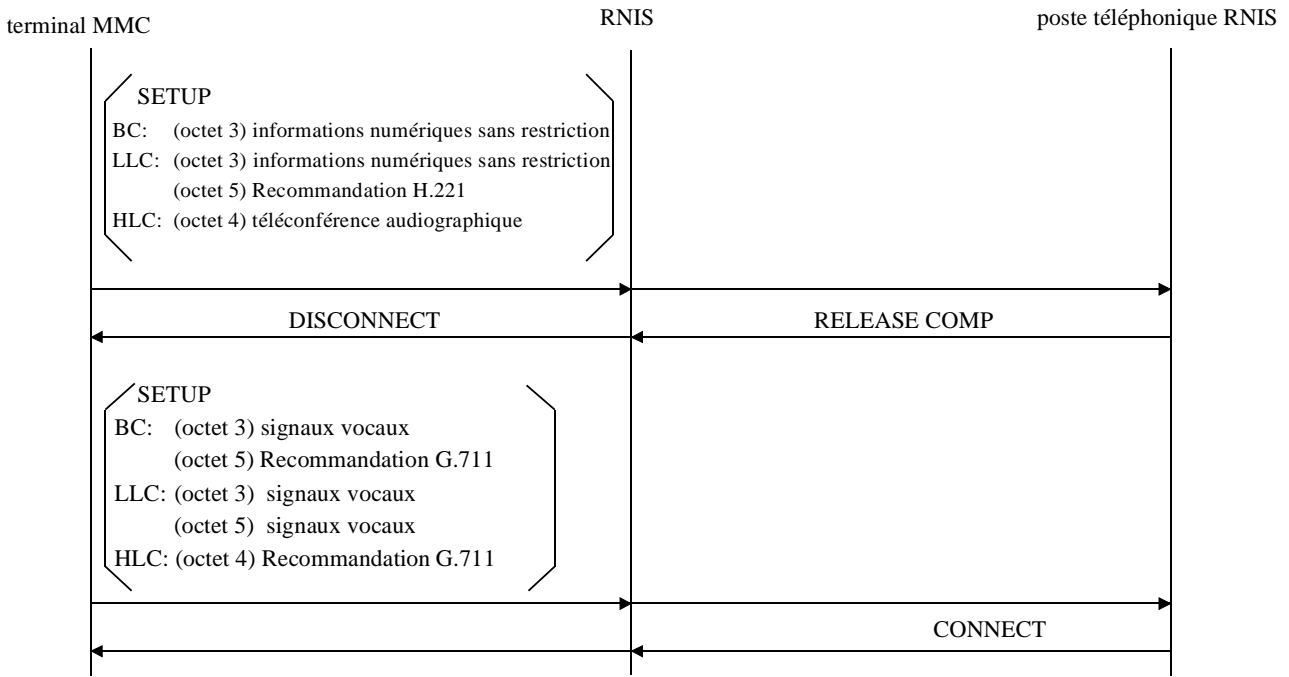 terminal MMC
RNIS
poste téléphonique RNIS
SETUP
BC: (octet 3) informations numériques sans restriction
LLC: (octet 3) informations numériques sans restriction
(octet 5) Recommandation H.221
HLC: (octet 4) téléconférence audiographique
DISCONNECT
RELEASE COMP
SETUP
BC: (octet 3) signaux vocaux
(octet 5) Recommandation G.711
LLC: (octet 3) signaux vocaux
(octet 5) signaux vocaux
HLC: (octet 4) Recommandation G.711
CONNECT